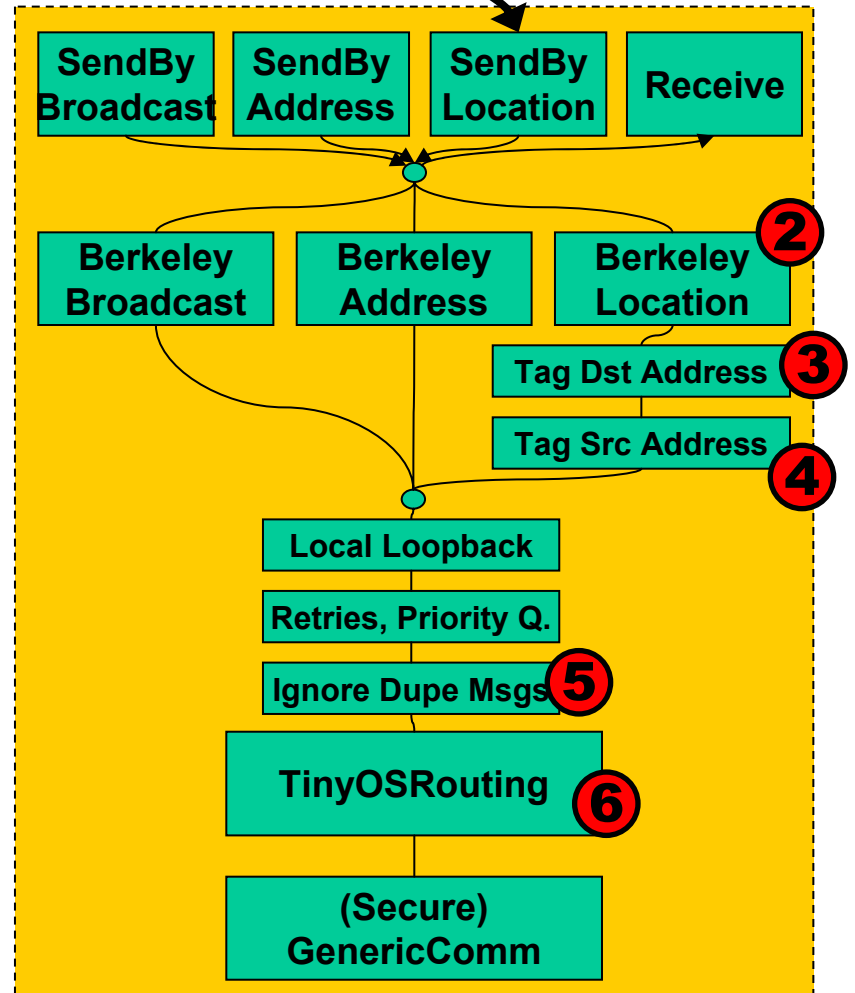 SendBy
Broadcast
SendBy
Address
SendBy
Location
Receive
Berkeley
Broadcast
Berkeley
Address
Berkeley
Location
2
Tag Dst Address
3
Tag Src Address
4
Local Loopback
Retries, Priority Q.
Ignore Dupe Msgs
5
TinyOSRouting
6
(Secure)
GenericComm